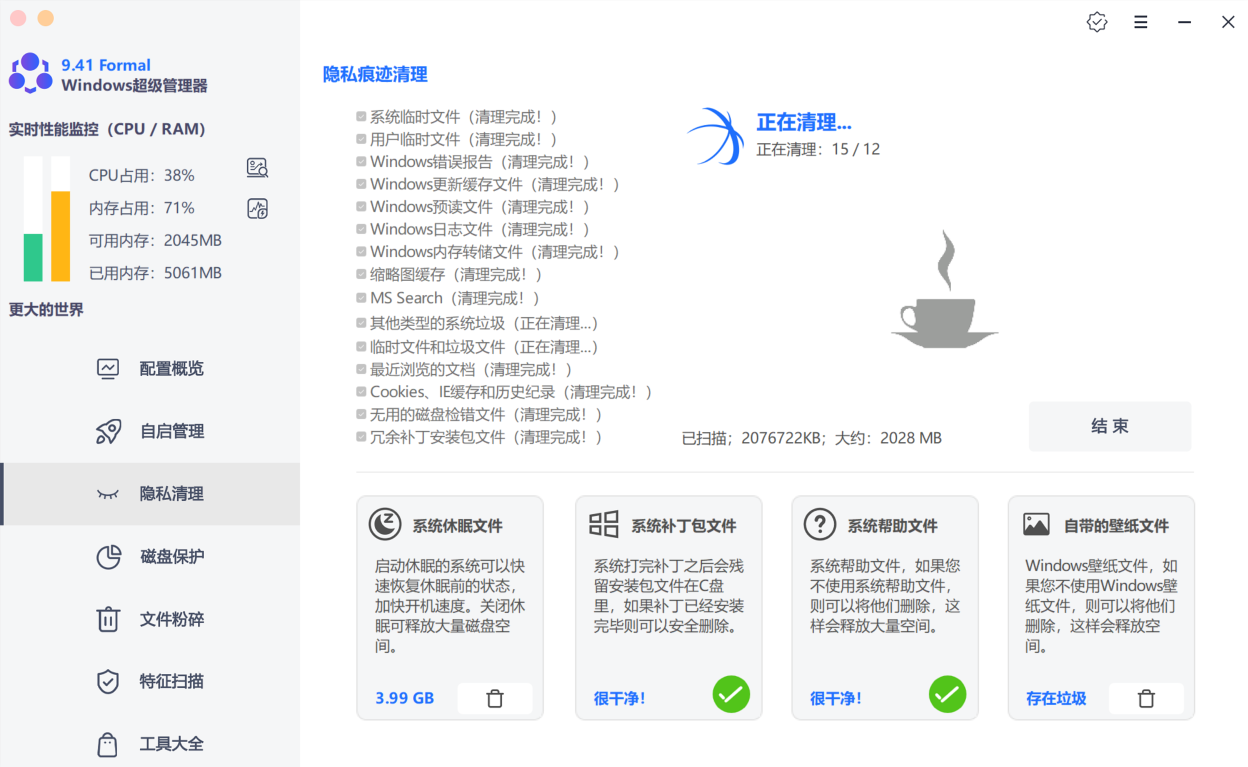 9.41 Formal
Windows超级管理器
实时性能监控（CPU / RAM）
CPU占用：38%
内存占用：71%
可用内存：2045MB
已用内存：5061MB
更大的世界
配置概览
自启管理
隐私清理
磁盘保护
文件粉碎
特征扫描
工具大全
隐私痕迹清理
系统临时文件（清理完成！）
用户临时文件（清理完成！）
Windows错误报告（清理完成！）
Windows更新缓存文件（清理完成！）
Windows预读文件（清理完成！）
Windows日志文件（清理完成！）
Windows内存转储文件（清理完成！）
缩略图缓存（清理完成！）
MS Search（清理完成！）
其他类型的系统垃圾（正在清理...）
临时文件和垃圾文件（正在清理...）
最近浏览的文档（清理完成！）
Cookies、IE缓存和历史纪录（清理完成！）
无用的磁盘检错文件（清理完成！）
冗余补丁安装包文件（清理完成！）
正在清理...
正在清理：15 / 12
已扫描；2076722KB；大约：2028 MB
结 束
系统休眠文件
启动休眠的系统可以快
速恢复休眠前的状态，
加快开机速度。关闭休
眠可释放大量磁盘空
间。
3.99 GB
系统补丁包文件
系统打完补丁之后会残
留安装包文件在C盘
里，如果补丁已经安装
完毕则可以安全删除。
很干净!
系统帮助文件
系统帮助文件，如果您
不使用系统帮助文件，
则可以将他们删除，这
样会释放大量空间。
很干净!
自带的壁纸文件
Windows壁纸文件，如
果您不使用Windows壁
纸文件，则可以将他们
删除，这样会释放空
间。
存在垃圾